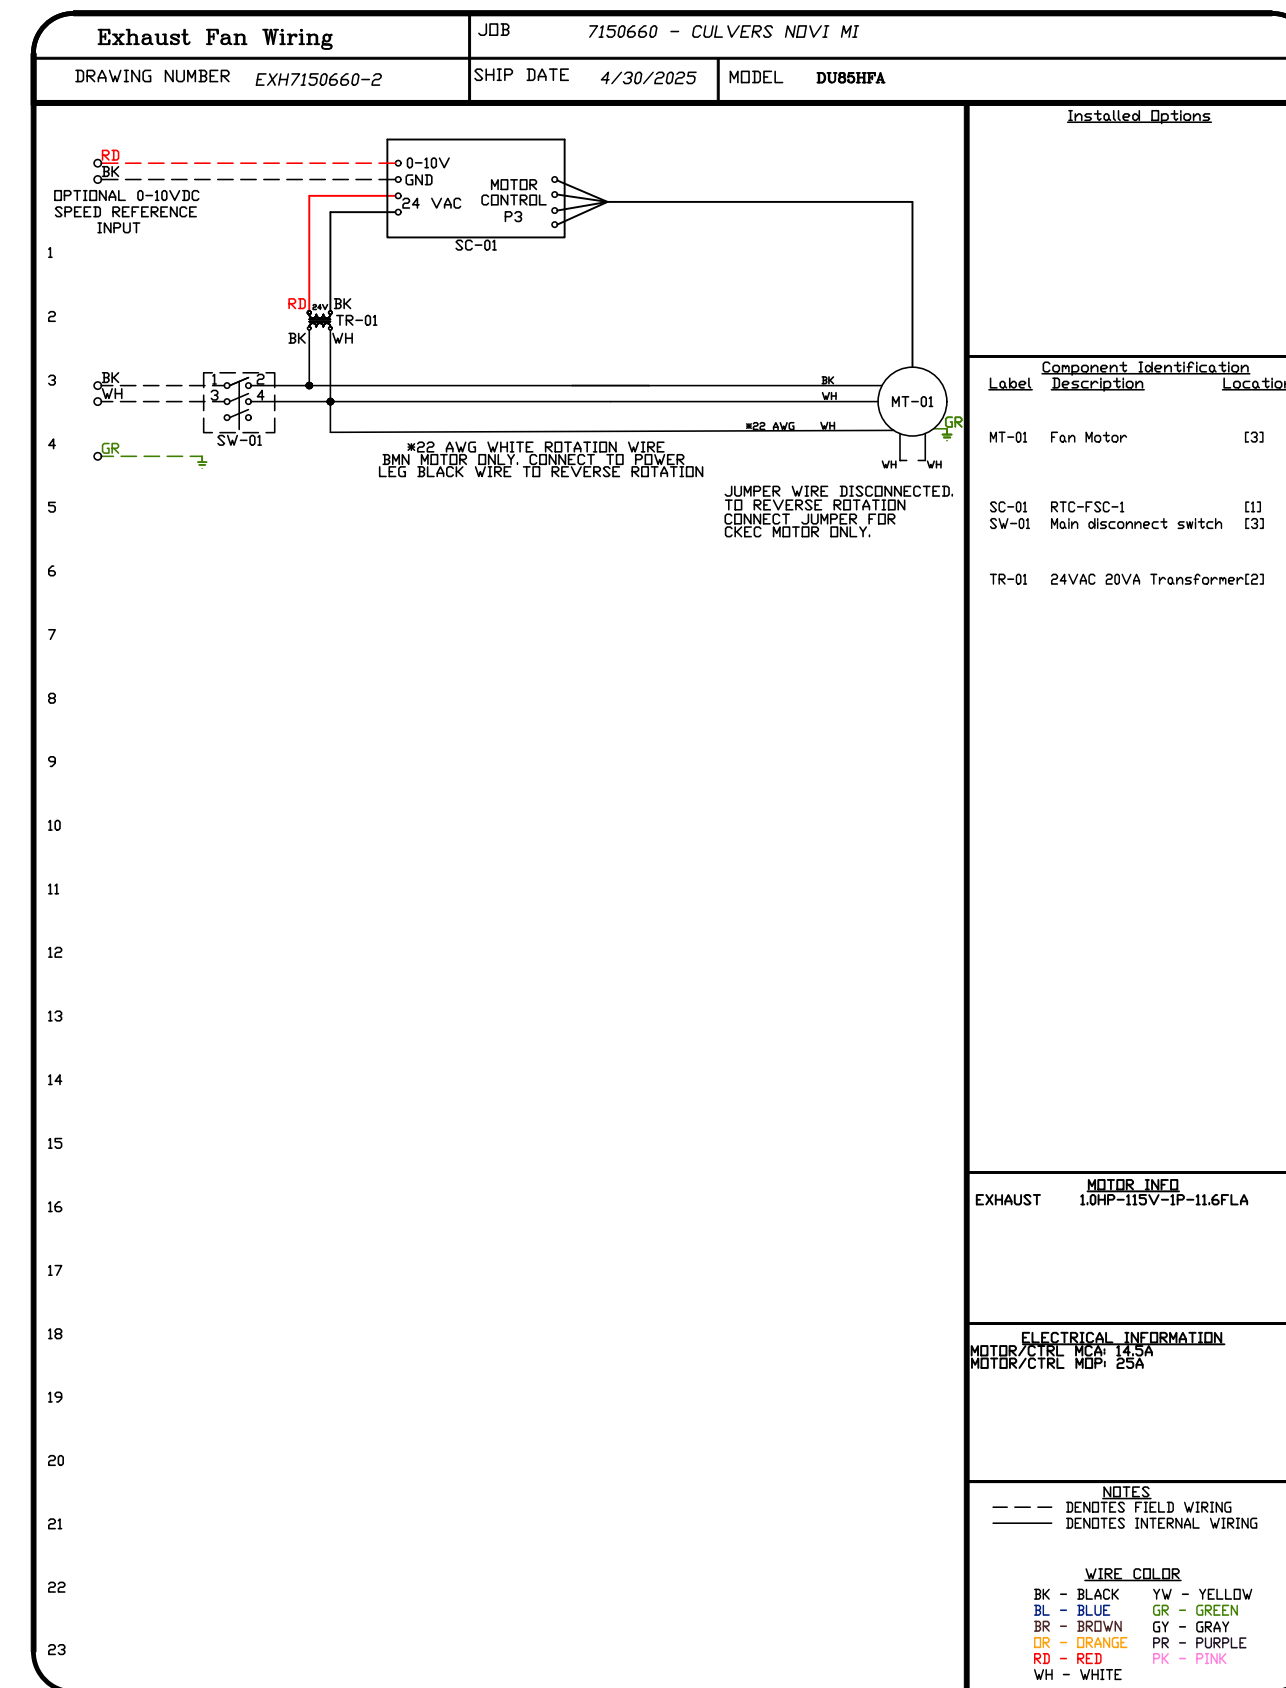 Exhaust Fan Wiring
JOB 7150660 - CULVERS NOVI MI
DRAWING NUMBER EXH7150660-2
SHIP DATE 4/30/2025
MODEL DU85HFA
RD
BK
OPTIONAL 0-10VDC
SPEED REFERENCE
INPUT
0-10V
GND
24 VAC
MOTOR
CONTROL
P3
SC-01
RD 24V BK
TR-01
BK WH
BK
WH
1 2
3 4
SW-01
GR
BK
WH
*22 AWG WH
MT-01
GR
WH WH
*22 AWG WHITE ROTATION WIRE
BMN MOTOR ONLY. CONNECT TO POWER
LEG BLACK WIRE TO REVERSE ROTATION
JUMPER WIRE DISCONNECTED.
TO REVERSE ROTATION
CONNECT JUMPER FOR
CKEC MOTOR ONLY.
1
2
3
4
5
6
7
8
9
10
11
12
13
14
15
16
17
18
19
20
21
22
23
Installed Options
Component Identification
Label Description Location
MT-01 Fan Motor [3]
SC-01 RTC-FSC-1 [1]
SW-01 Main disconnect switch [3]
TR-01 24VAC 20VA Transformer[2]
MOTOR INFO
EXHAUST 1.0HP-115V-1P-11.6FLA
ELECTRICAL INFORMATION
MOTOR/CTRL MCA: 14.5A
MOTOR/CTRL MOP: 25A
NOTES
DENOTES FIELD WIRING
DENOTES INTERNAL WIRING
WIRE COLOR
BK - BLACK YW - YELLOW
BL - BLUE GR - GREEN
BR - BROWN GY - GRAY
OR - ORANGE PR - PURPLE
RD - RED PK - PINK
WH - WHITE